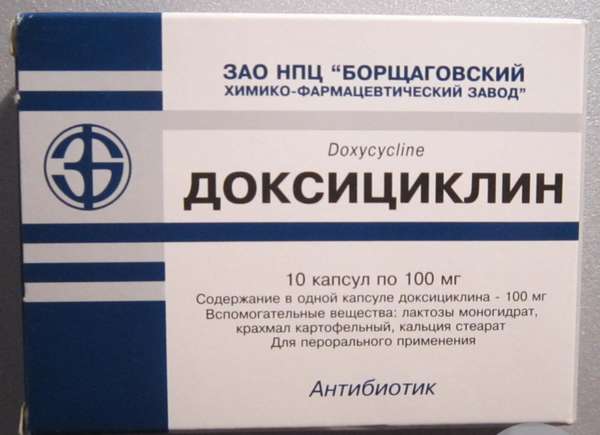 ЗАО НПЦ "БОРЩАГОВСКИЙ
ХИМИКО-ФАРМАЦЕВТИЧЕСКИЙ ЗАВОД"
Doxycycline
ДОКСИЦИКЛИН
10 капсул по 100 мг
Содержание в одной капсуле доксициклина - 100 мг
Вспомогательные вещества: лактозы моногидрат,
крахмал картофельный, кальция стеарат
Для перорального применения
Антибиотик